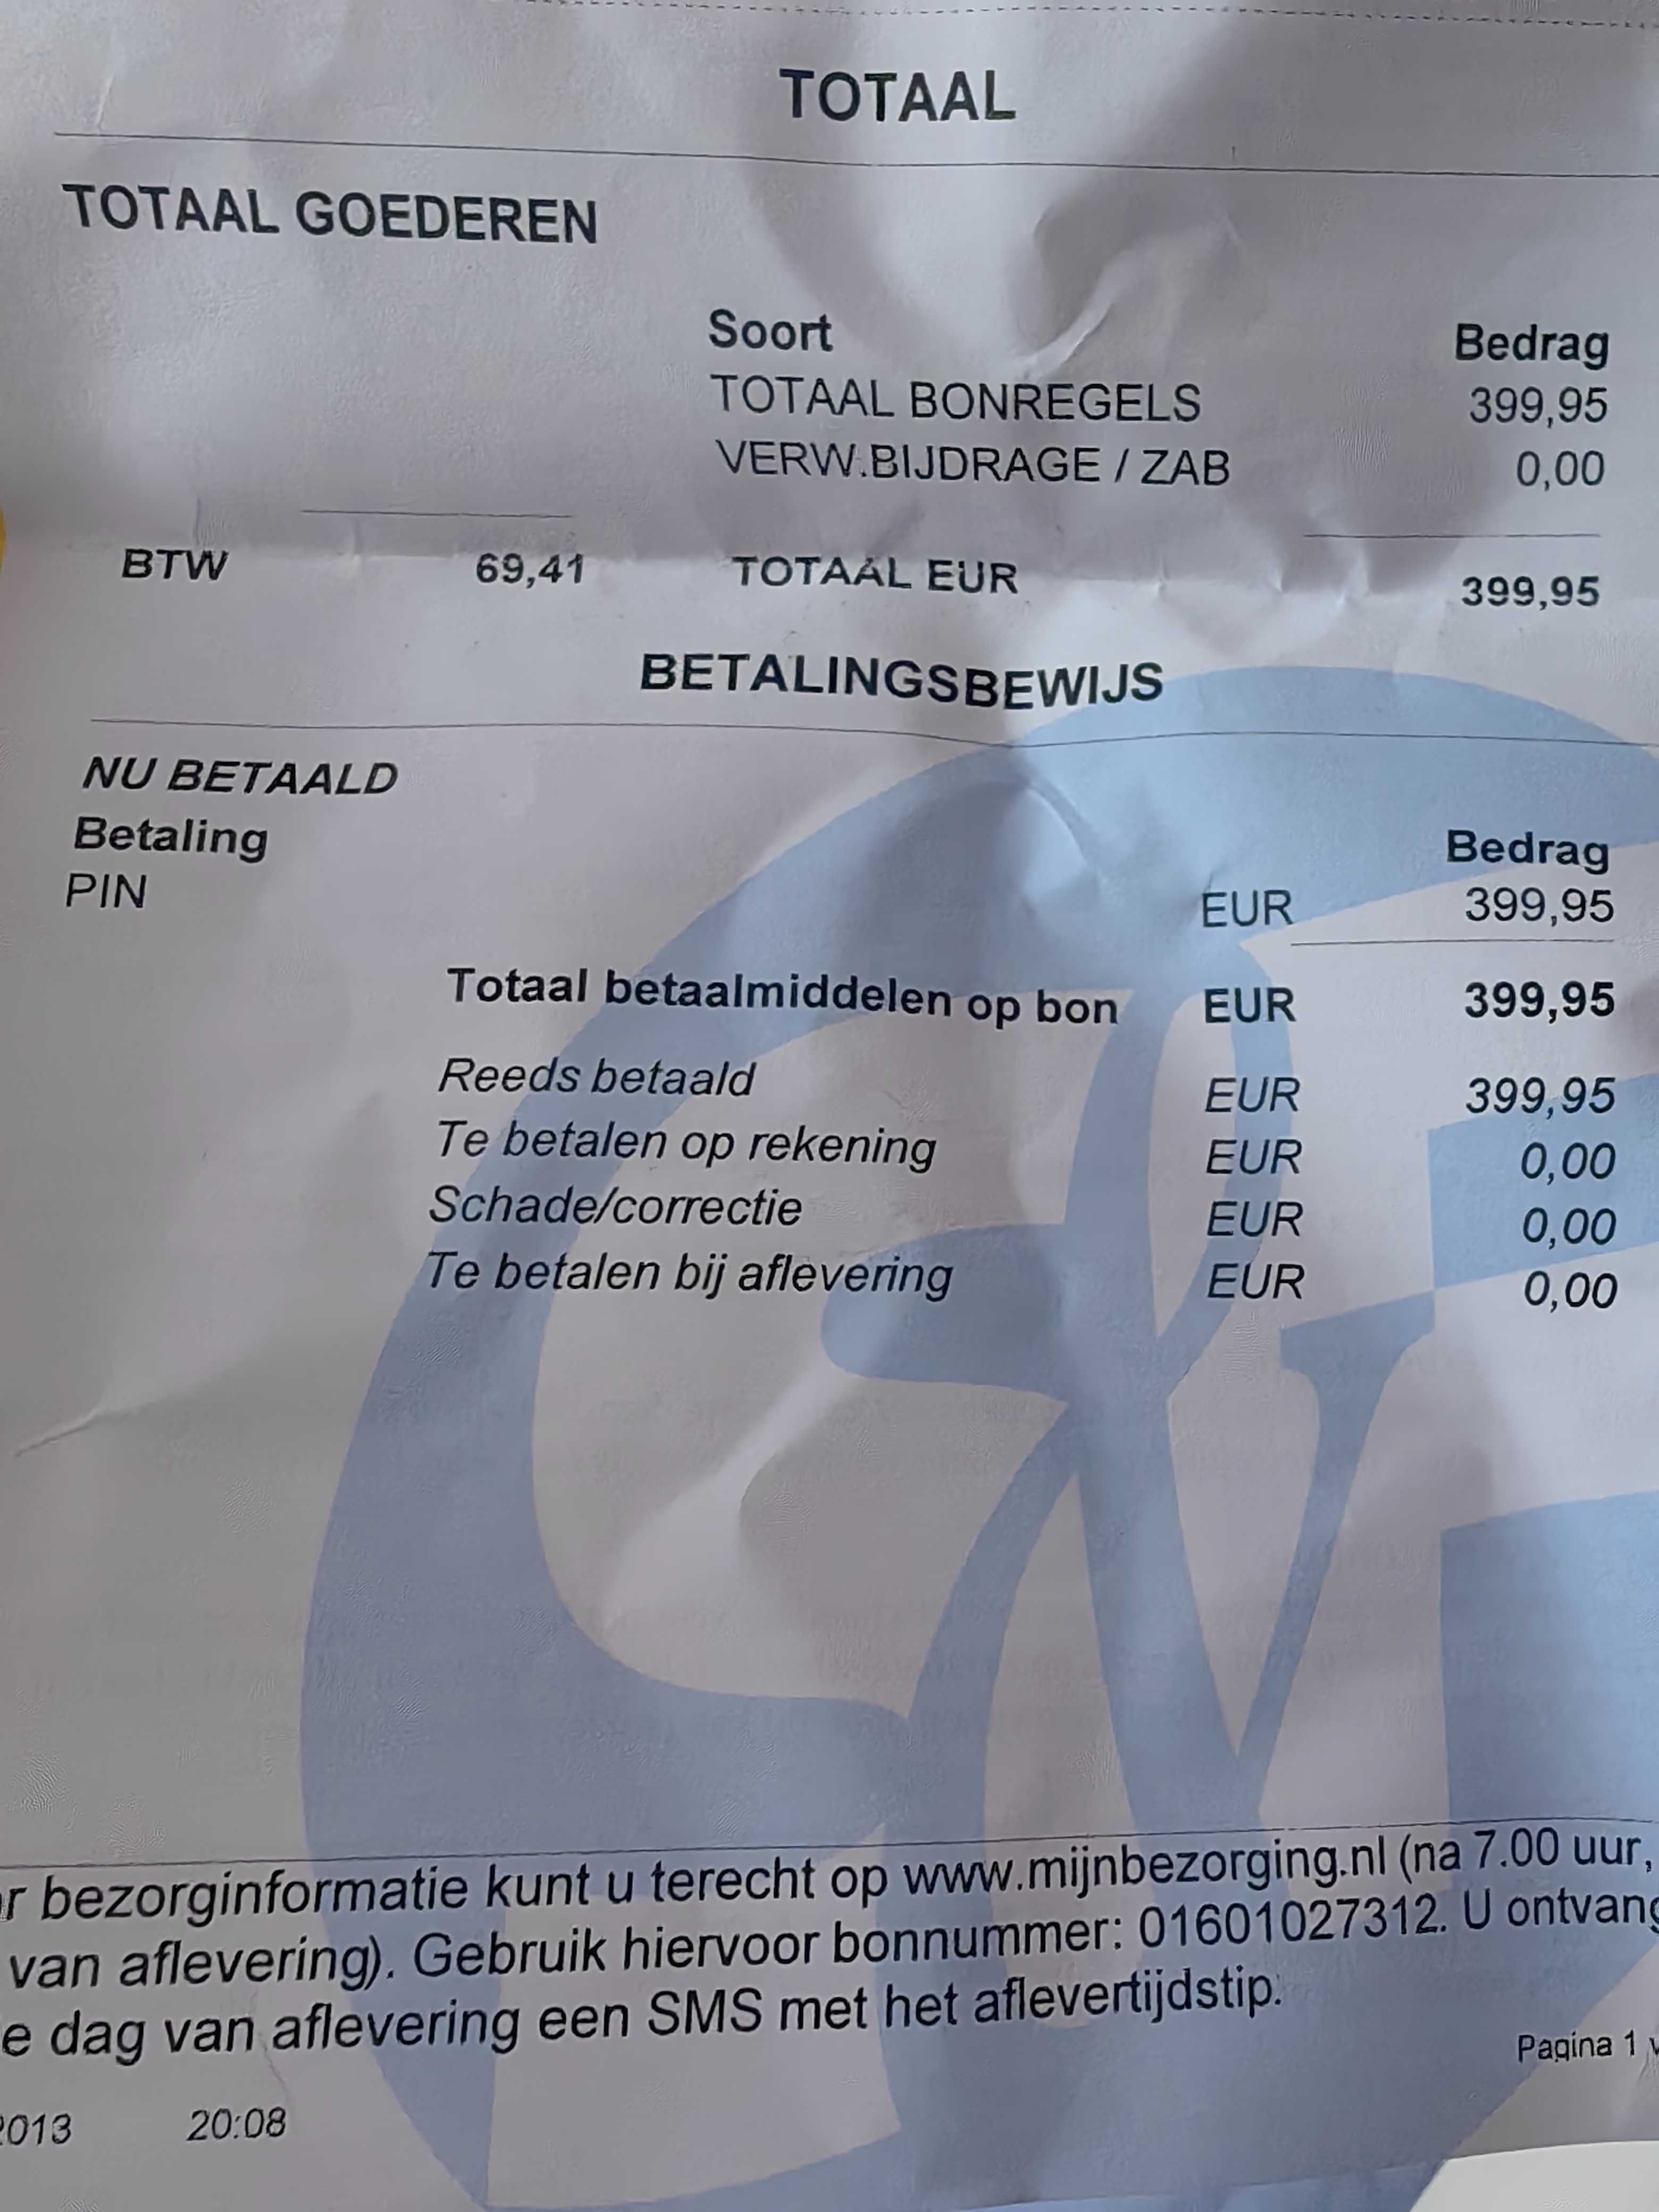 TOTAAL
TOTAAL GOEDEREN
Soort Bedrag
TOTAAL BONREGELS 399,95
VERW.BIJDRAGE / ZAB 0,00
BTW 69,41 TOTAAL EUR 399,95
BETALINGSBEWIJS
NU BETAALD
Betaling Bedrag
PIN EUR 399,95
Totaal betaalmiddelen op bon EUR 399,95
Reeds betaald EUR 399,95
Te betalen op rekening EUR 0,00
Schade/correctie EUR 0,00
Te betalen bij aflevering EUR 0,00
r bezorginformatie kunt u terecht op www.mijnbezorging.nl (na 7.00 uur,
van aflevering). Gebruik hiervoor bonnummer: 01601027312. U ontvang
e dag van aflevering een SMS met het aflevertijdstip.
Pagina 1 v
2013 20:08